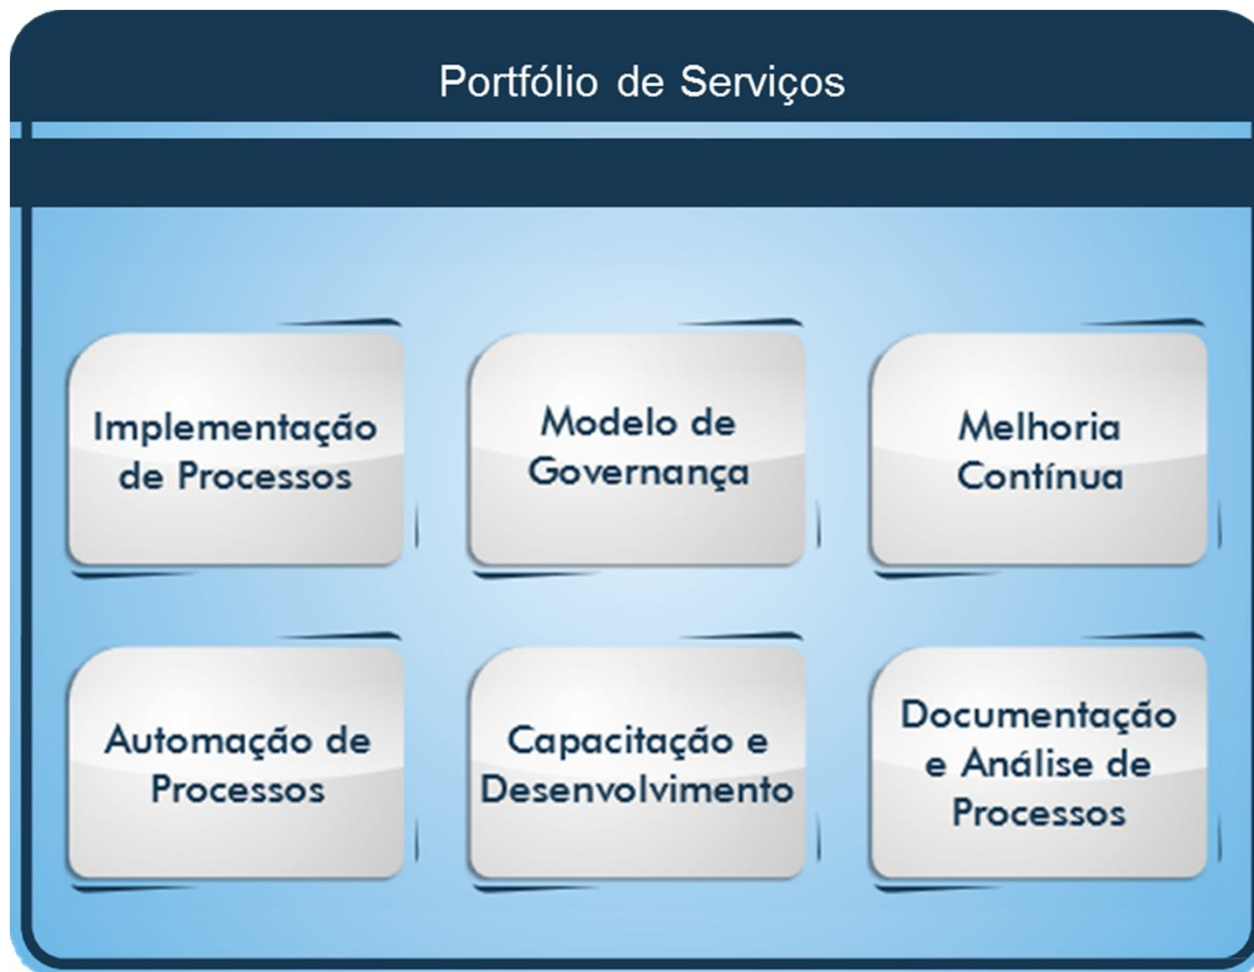 Portfólio de Serviços
Implementação
de Processos
Modelo de
Governança
Melhoria
Contínua
Automação de
Processos
Capacitação e
Desenvolvimento
Documentação
e Análise de
Processos